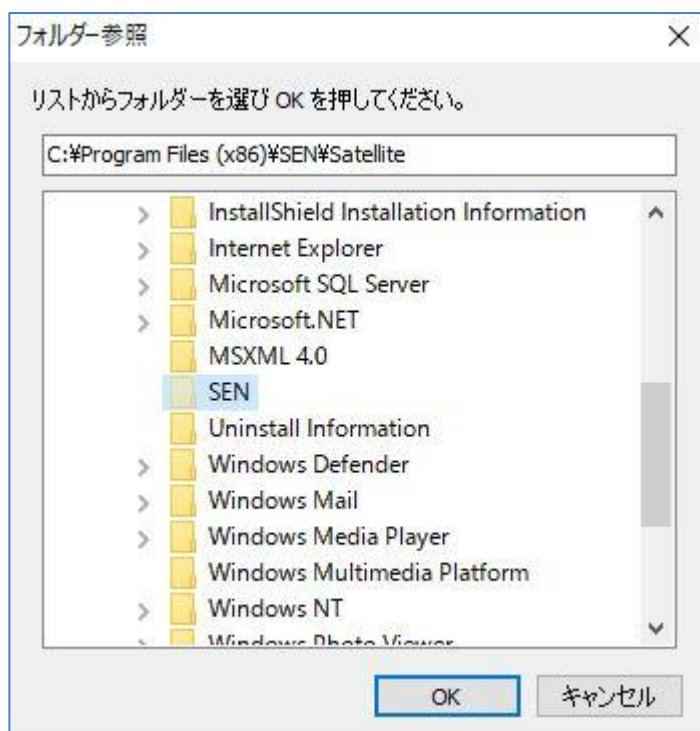 フォルダー参照
リストからフォルダーを選び OK を押してください。
C:¥Program Files (x86)¥SEN¥Satellite
InstallShield Installation Information
Internet Explorer
Microsoft SQL Server
Microsoft.NET
MSXML 4.0
SEN
Uninstall Information
Windows Defender
Windows Mail
Windows Media Player
Windows Multimedia Platform
Windows NT
Windows Photo Viewer
OK
キャンセル